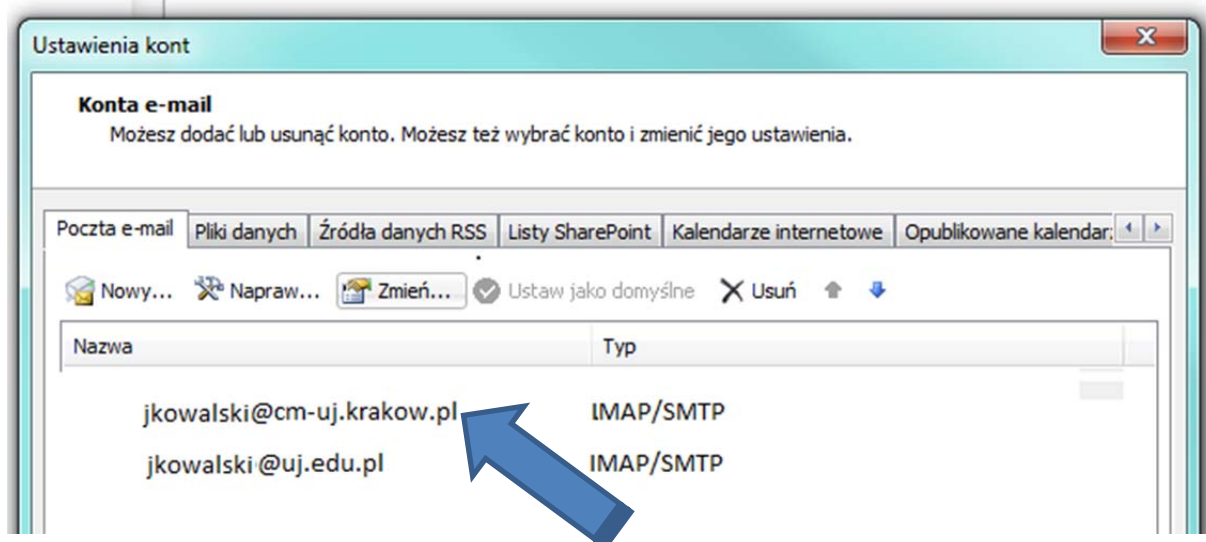 Ustawienia kont
Konta e-mail
Możesz dodać lub usunąć konto. Możesz też wybrać konto i zmienić jego ustawienia.
Poczta e-mail Pliki danych Źródła danych RSS Listy SharePoint Kalendarze internetowe Opublikowane kalendar
Nowy... Napraw... Zmień... Ustaw jako domyślne Usuń
Nazwa Typ
jkowalski@cm-uj.krakow.pl IMAP/SMTP
jkowalski@uj.edu.pl IMAP/SMTP